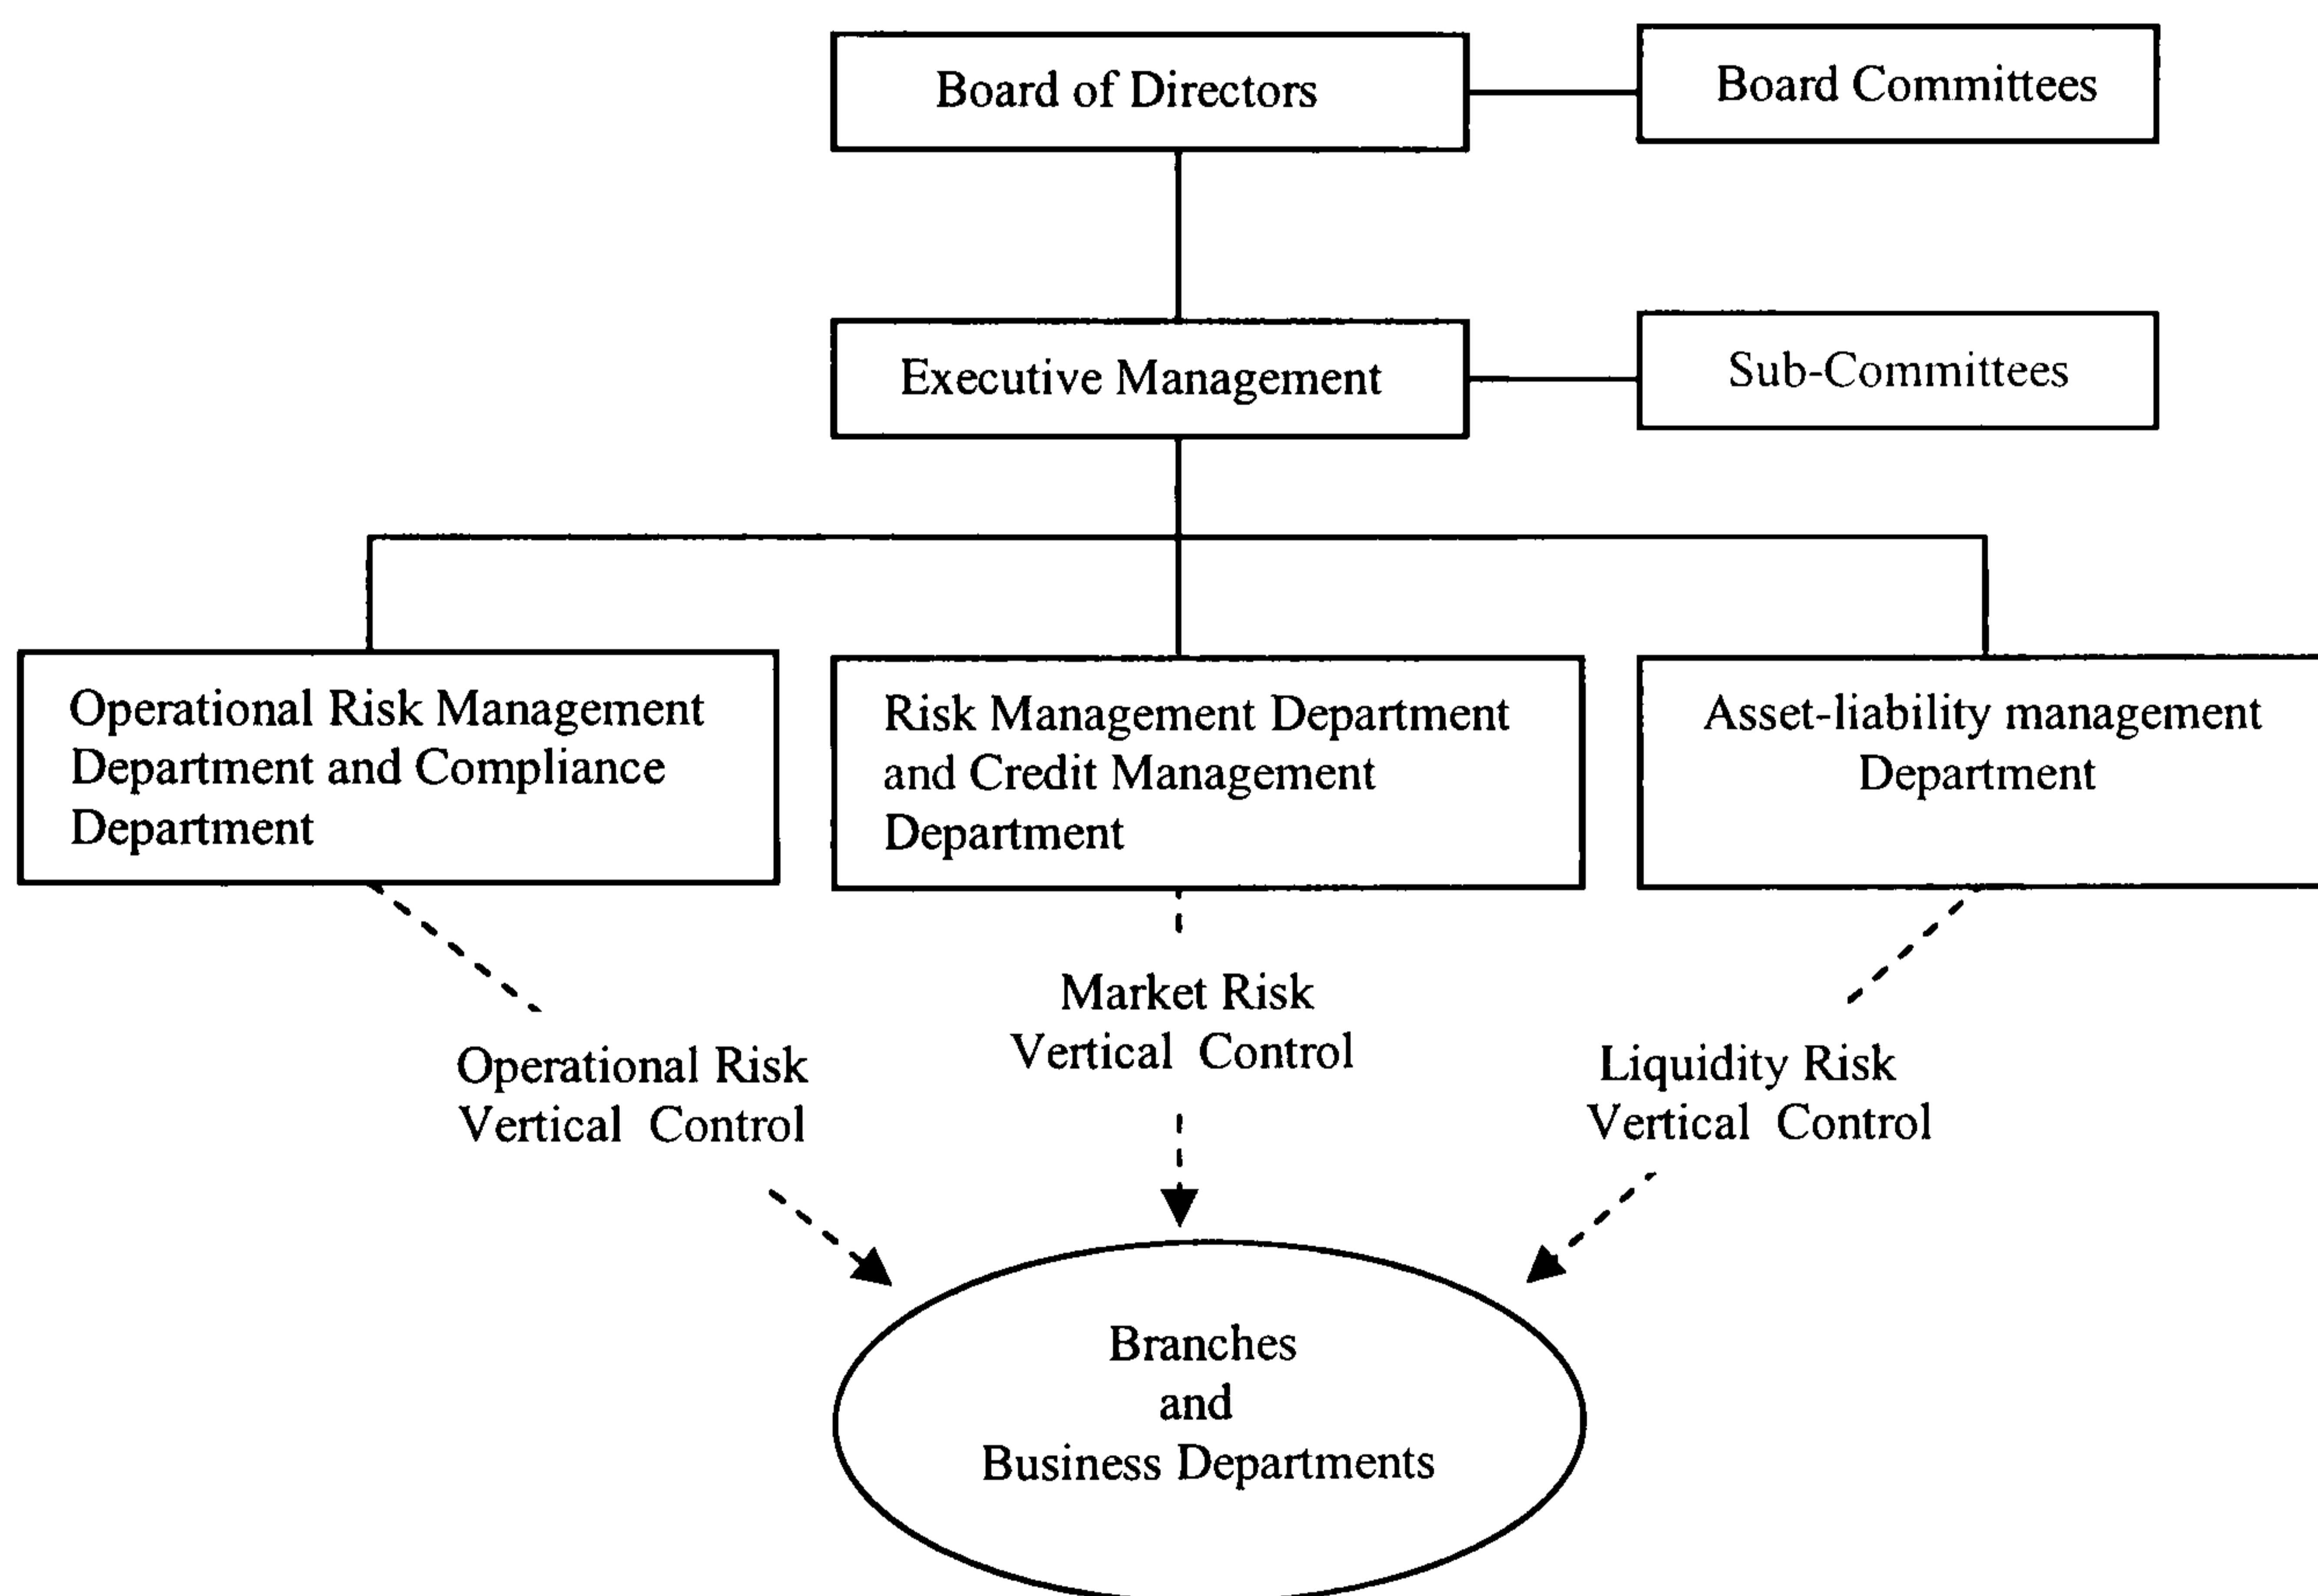 Board of Directors
Board Committees
Executive Management
Sub-Committees
Operational Risk Management
Department and Compliance
Department
Risk Management Department
and Credit Management
Department
Asset-liability management
Department
Market Risk
Vertical Control
Operational Risk
Vertical Control
Liquidity Risk
Vertical Control
Branches
and
Business Departments